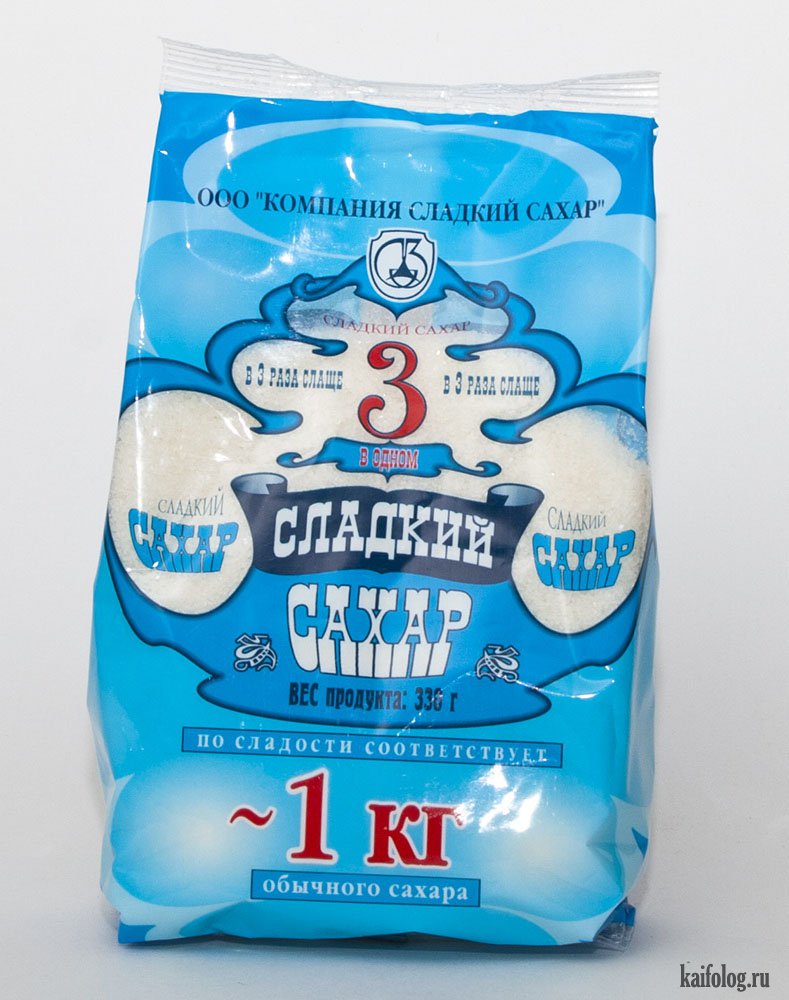 ООО "КОМПАНИЯ СЛАДКИЙ САХАР"
СЛАДКИЙ САХАР
В 3 РАЗА СЛАЩЕ
3
В 3 РАЗА СЛАЩЕ
В ОДНОМ
СЛАДКИЙ
САХАР
СЛАДКИЙ
САХАР
СЛАДКИЙ
САХАР
ВЕС продукта: 330 г
ПО СЛАДОСТИ СООТВЕТСТВУЕТ
~1 кг
обычного сахара
kaifolog.ru